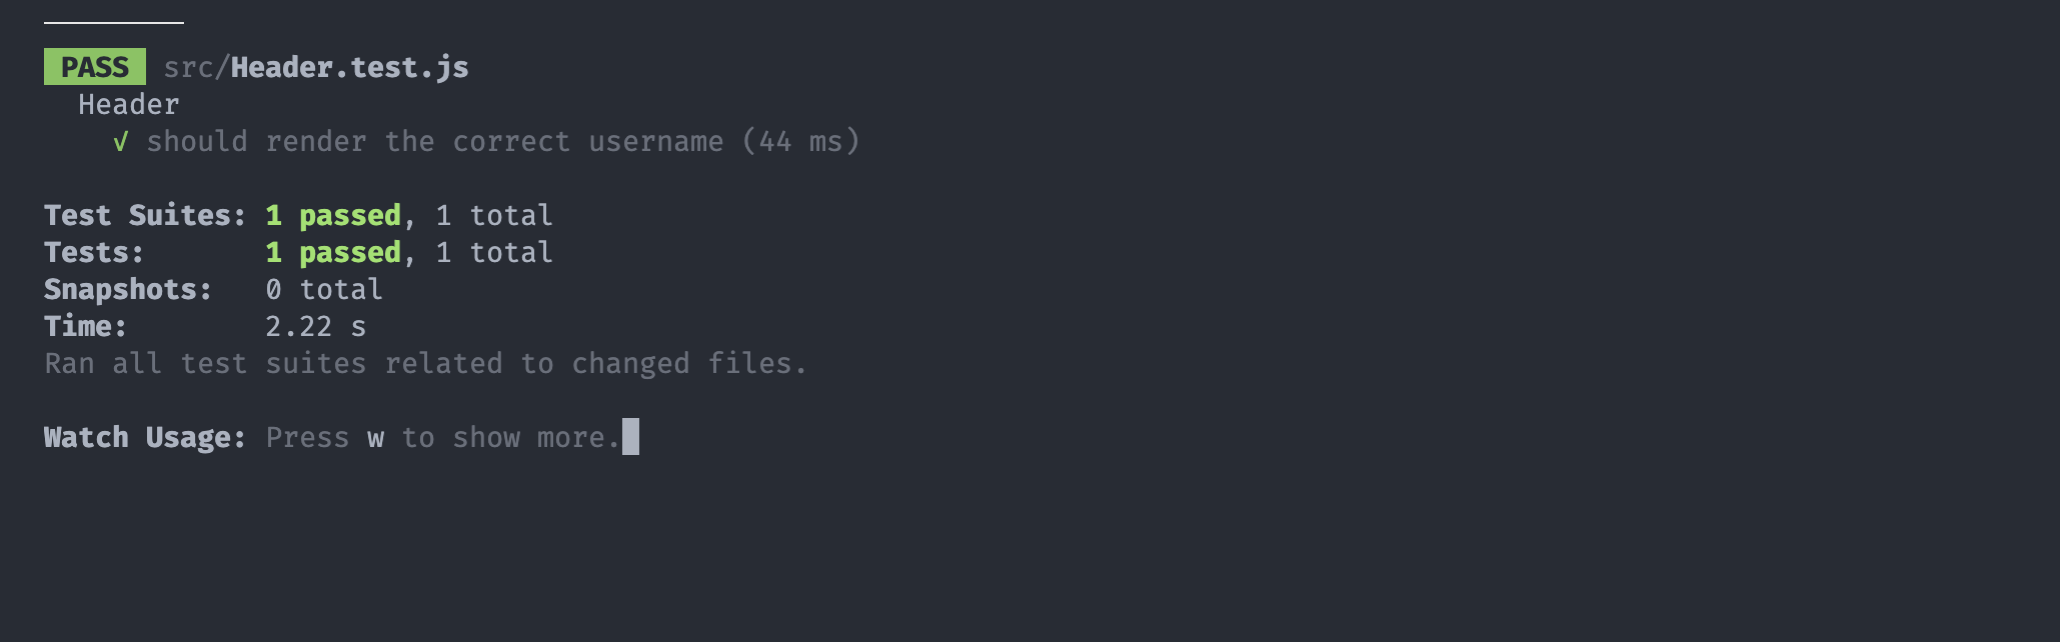 PASS src/Header.test.js
Header
√ should render the correct username (44 ms)
Test Suites: 1 passed, 1 total
Tests: 1 passed, 1 total
Snapshots: 0 total
Time: 2.22 s
Ran all test suites related to changed files.
Watch Usage: Press w to show more.